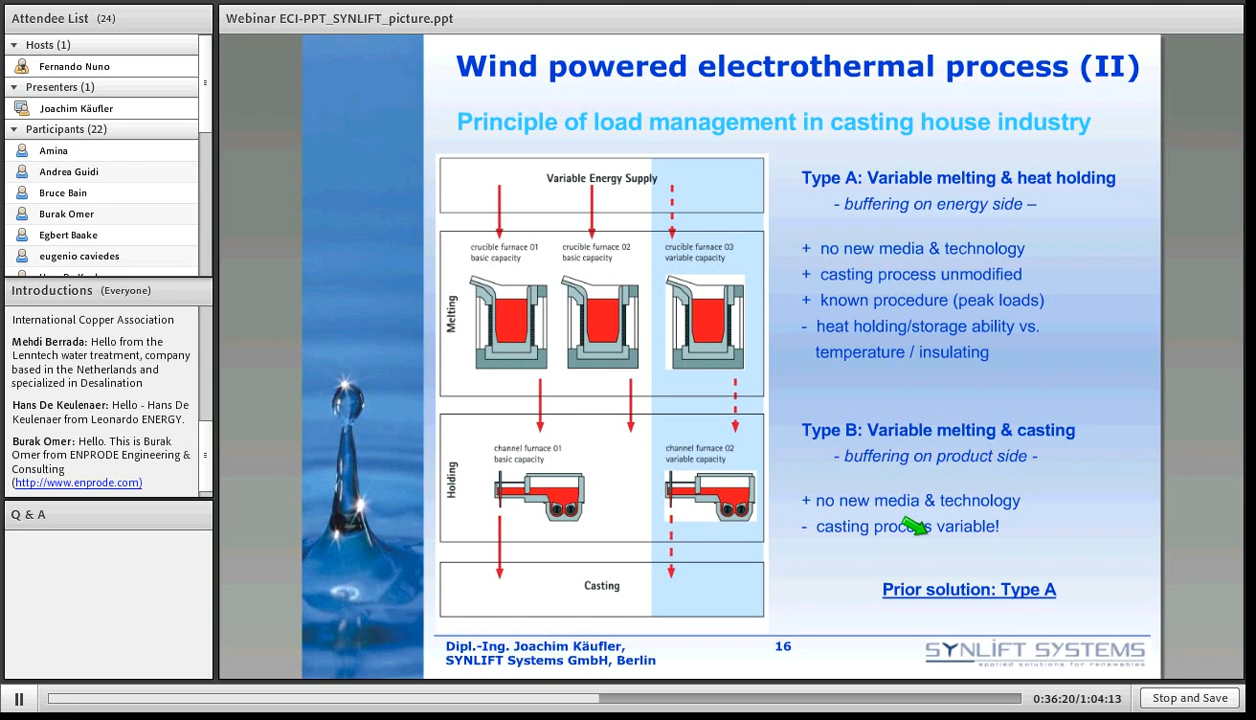 Attendee List (24)
Hosts (1)
Fernando Nuno
Presenters (1)
Joachim Käufler
Participants (22)
Amina
Andrea Guidi
Bruce Bain
Burak Omer
Egbert Baake
eugenio caviedes
Introductions (Everyone)
International Copper Association
Mehdi Berrada: Hello from the
Lenntech water treatment, company
based in the Netherlands and
specialized in Desalination
Hans De Keulenaer: Hello - Hans De
Keulenaer from Leonardo ENERGY.
Burak Omer: Hello. This is Burak
Omer from ENPRODE Engineering &
Consulting
(http://www.enprode.com)
Q & A
Webinar ECI-PPT_SYNLIFT_picture.ppt
Wind powered electrothermal process (II)
Principle of load management in casting house industry
Variable Energy Supply
crucible furnace 01
basic capacity
crucible furnace 02
basic capacity
crucible furnace 03
variable capacity
Melting
channel furnace 01
basic capacity
channel furnace 02
variable capacity
Holding
Casting
Type A: Variable melting & heat holding
- buffering on energy side –
+ no new media & technology
+ casting process unmodified
+ known procedure (peak loads)
- heat holding/storage ability vs.
temperature / insulating
Type B: Variable melting & casting
- buffering on product side -
+ no new media & technology
- casting process variable!
Prior solution: Type A
Dipl.-Ing. Joachim Käufler,
SYNLIFT Systems GmbH, Berlin
16
SYNLIFT SYSTEMS
applied solutions for renewables
0:36:20/1:04:13
Stop and Save